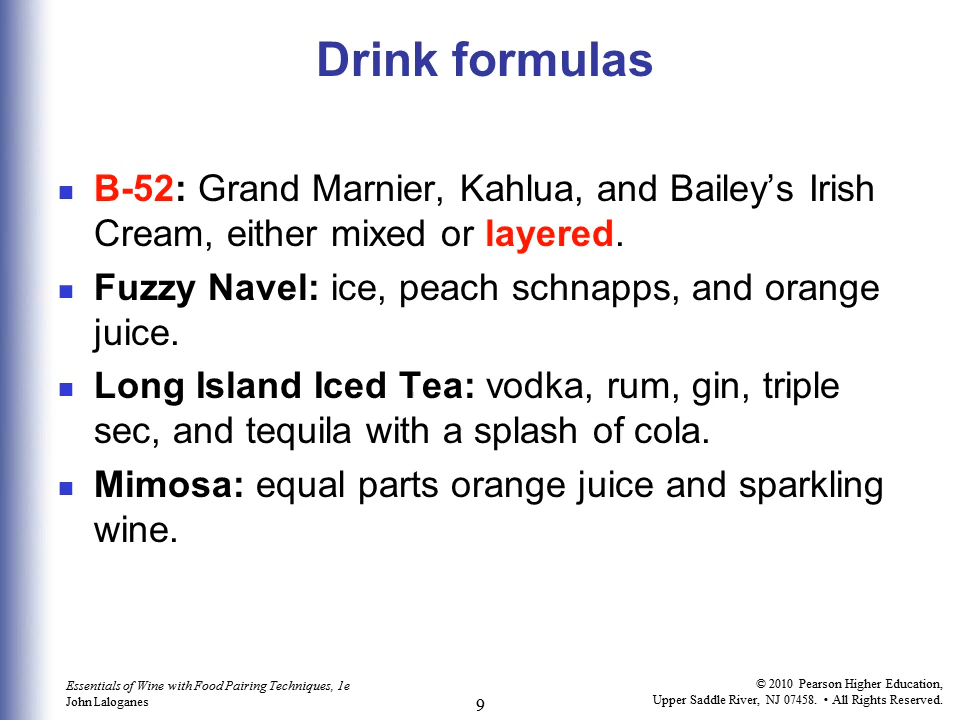 Drink formulas
B-52: Grand Marnier, Kahlua, and Bailey’s Irish
Cream, either mixed or layered.
Fuzzy Navel: ice, peach schnapps, and orange
juice.
Long Island Iced Tea: vodka, rum, gin, triple
sec, and tequila with a splash of cola.
Mimosa: equal parts orange juice and sparkling
wine.
Essentials of Wine with Food Pairing Techniques, 1e
John Laloganes
9
© 2010 Pearson Higher Education,
Upper Saddle River, NJ 07458. • All Rights Reserved.